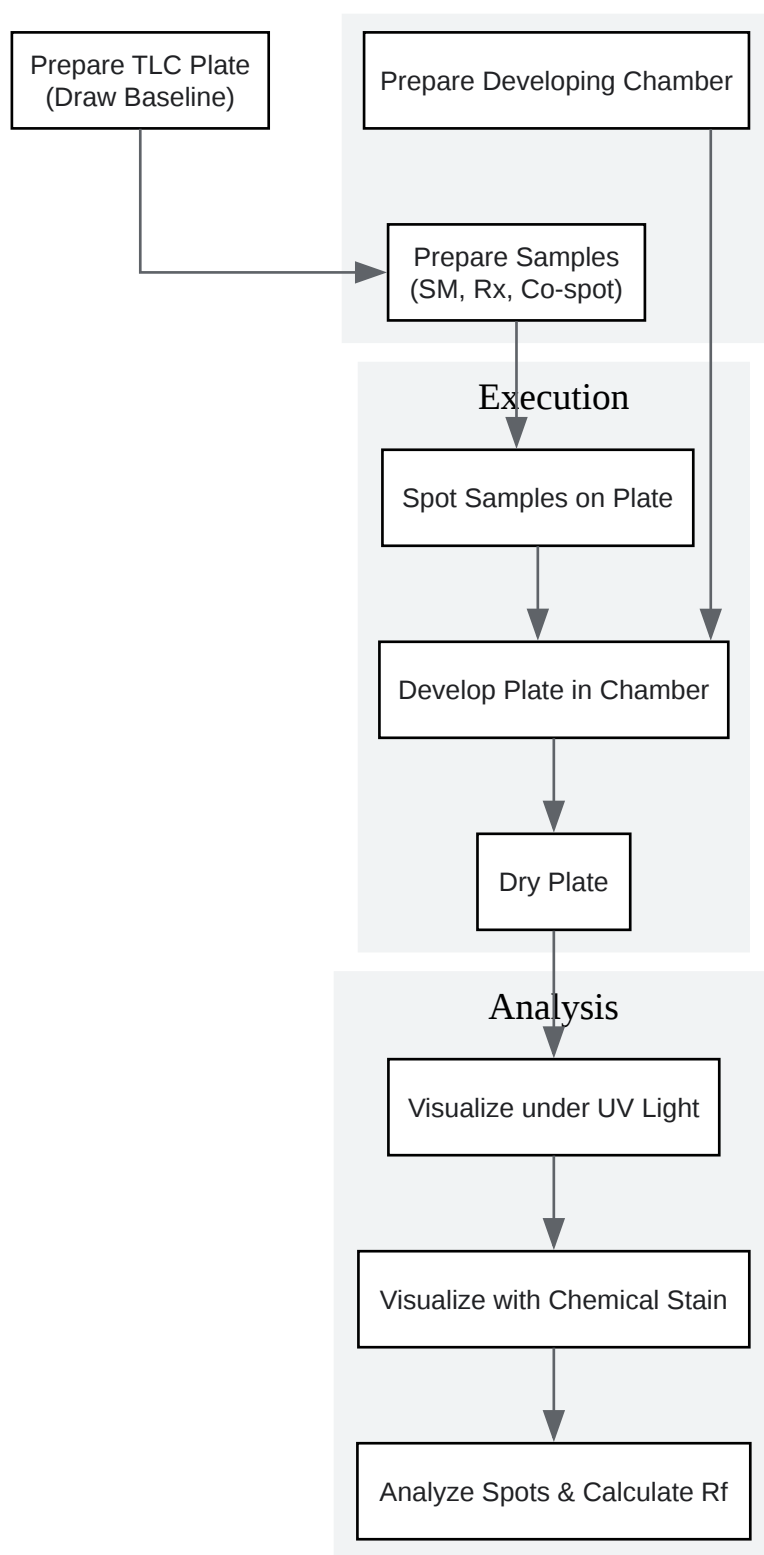 Prepare TLC Plate
(Draw Baseline)
Prepare Developing Chamber
Prepare Samples
(SM, Rx, Co-spot)
Execution
Spot Samples on Plate
Develop Plate in Chamber
Dry Plate
Analysis
Visualize under UV Light
Visualize with Chemical Stain
Analyze Spots & Calculate Rf